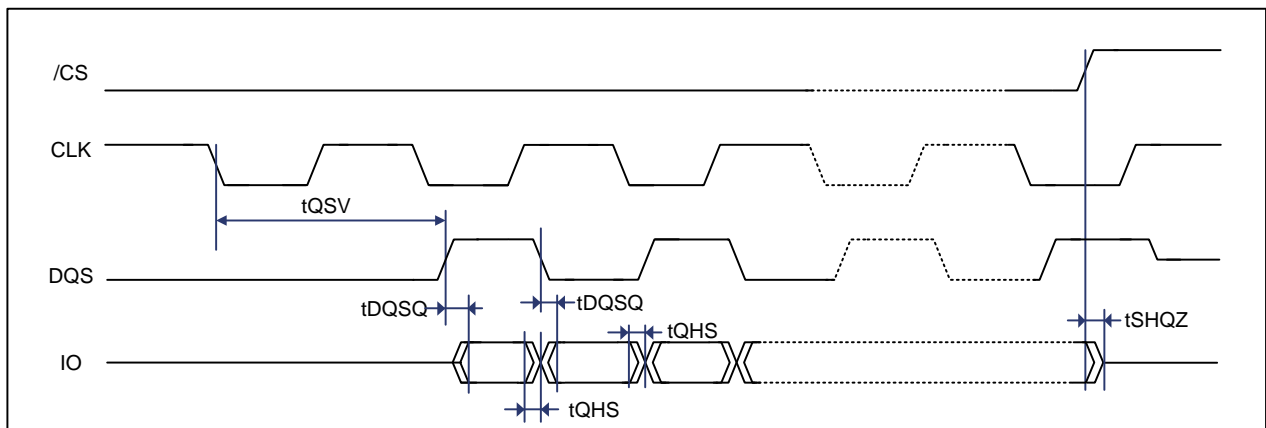 /CS
CLK
tQSV
DQS
tDQSQ
tDQSQ
tQHS
tSHQZ
IO
tQHS